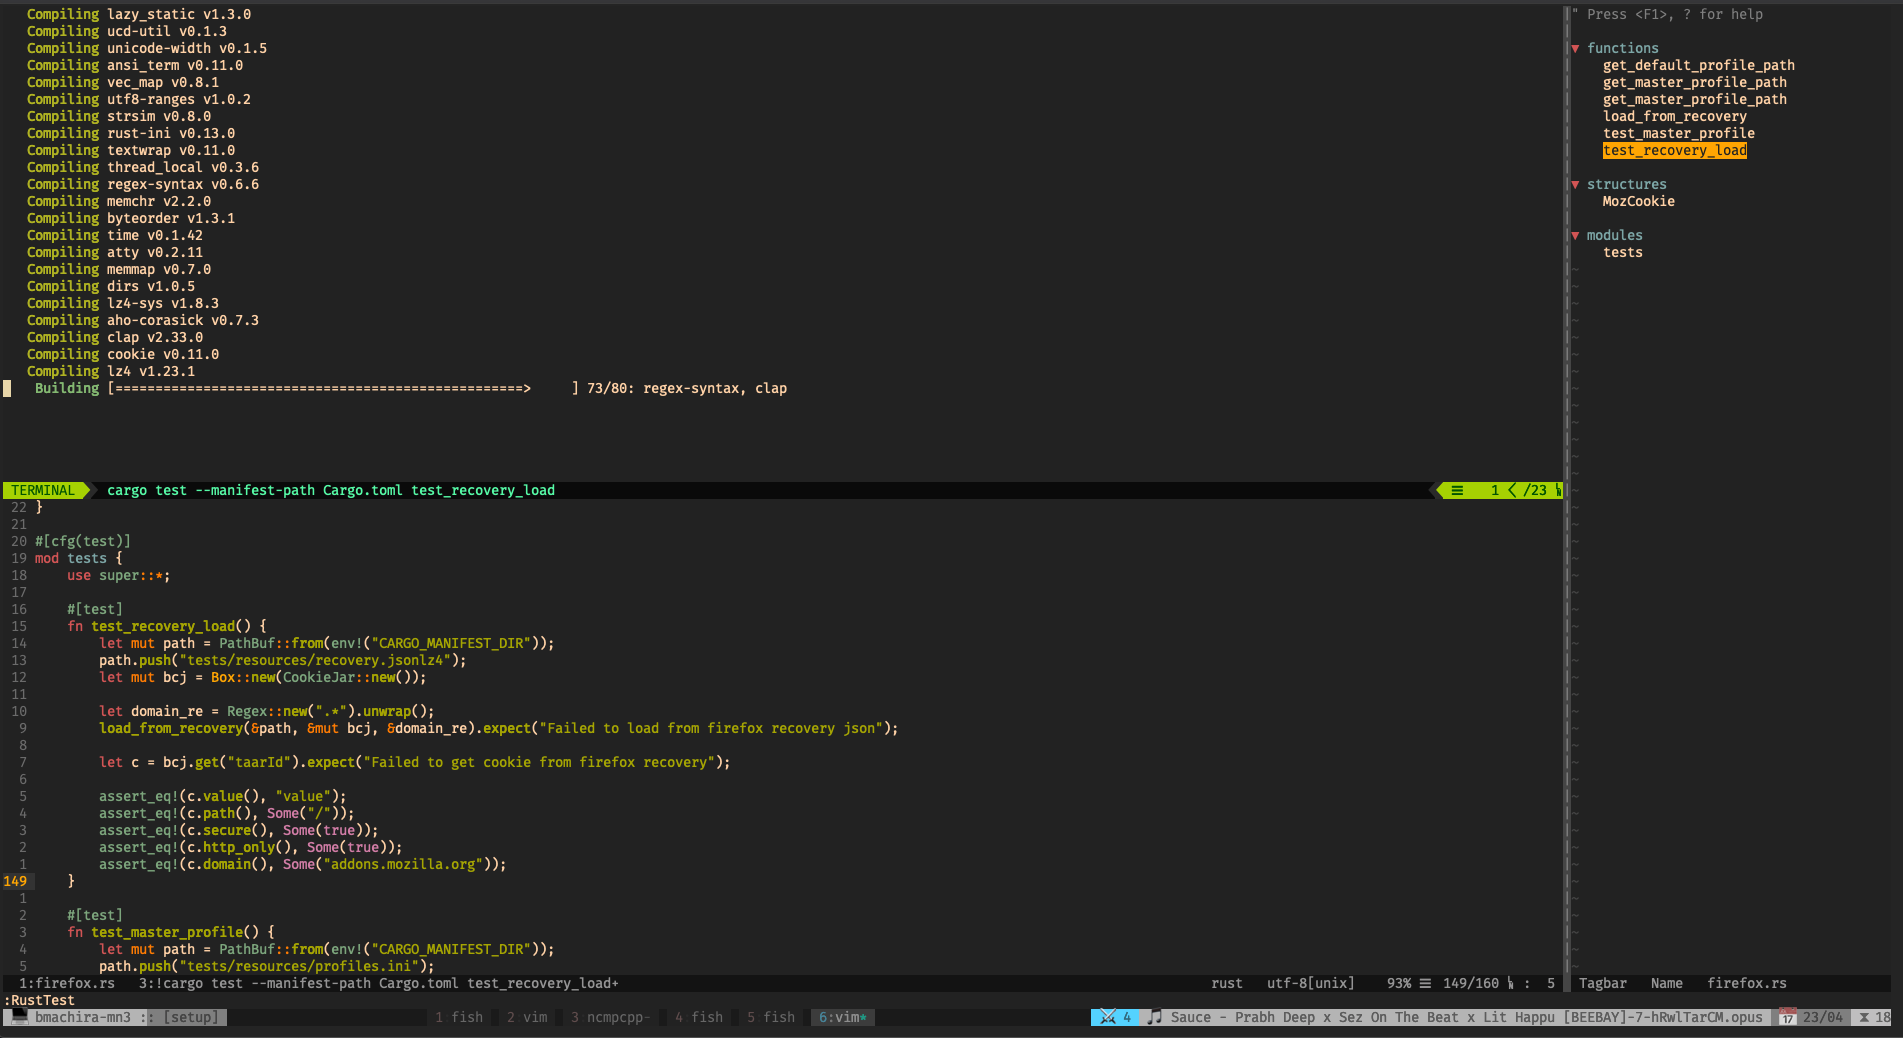 Compiling lazy_static v1.3.0
Compiling ucd-util v0.1.3
Compiling unicode-width v0.1.5
Compiling ansi_term v0.11.0
Compiling vec_map v0.8.1
Compiling utf8-ranges v1.0.2
Compiling strsim v0.8.0
Compiling rust-ini v0.13.0
Compiling textwrap v0.11.0
Compiling thread_local v0.3.6
Compiling regex-syntax v0.6.6
Compiling memchr v2.2.0
Compiling byteorder v1.3.1
Compiling time v0.1.42
Compiling atty v0.2.11
Compiling memmap v0.7.0
Compiling dirs v1.0.5
Compiling lz4-sys v1.8.3
Compiling aho-corasick v0.7.3
Compiling clap v2.33.0
Compiling cookie v0.11.0
Compiling lz4 v1.23.1
Building [===================================================>     ] 73/80: regex-syntax, clap
TERMINAL cargo test --manifest-path Cargo.toml test_recovery_load ☰ 1 /23
22 }
21
20 #[cfg(test)]
19 mod tests {
18     use super::*;
17
16     #[test]
15     fn test_recovery_load() {
14         let mut path = PathBuf::from(env!("CARGO_MANIFEST_DIR"));
13         path.push("tests/resources/recovery.jsonlz4");
12         let mut bcj = Box::new(CookieJar::new());
11
10         let domain_re = Regex::new(".*").unwrap();
9         load_from_recovery(&path, &mut bcj, &domain_re).expect("Failed to load from firefox recovery json");
8
7         let c = bcj.get("taarId").expect("Failed to get cookie from firefox recovery");
6
5         assert_eq!(c.value(), "value");
4         assert_eq!(c.path(), Some("/"));
3         assert_eq!(c.secure(), Some(true));
2         assert_eq!(c.http_only(), Some(true));
1         assert_eq!(c.domain(), Some("addons.mozilla.org"));
149     }
1
2     #[test]
3     fn test_master_profile() {
4         let mut path = PathBuf::from(env!("CARGO_MANIFEST_DIR"));
5         path.push("tests/resources/profiles.ini");
1:firefox.rs   3:!cargo test --manifest-path Cargo.toml test_recovery_load+   rust   utf-8[unix]   93% ☰ 149/160 : 5
:RustTest
" Press <F1>, ? for help
▼ functions
get_default_profile_path
get_master_profile_path
get_master_profile_path
load_from_recovery
test_master_profile
test_recovery_load
▼ structures
MozCookie
▼ modules
tests
Tagbar   Name   firefox.rs
bmachira-mn3 :: [setup]   1 fish   2 vim   3 ncmpcpp-   4 fish   5 fish   6:vim*   4   Sauce - Prabh Deep x Sez On The Beat x Lit Happu [BEEBAY]-7-hRwlTarCM.opus   17 23/04   18